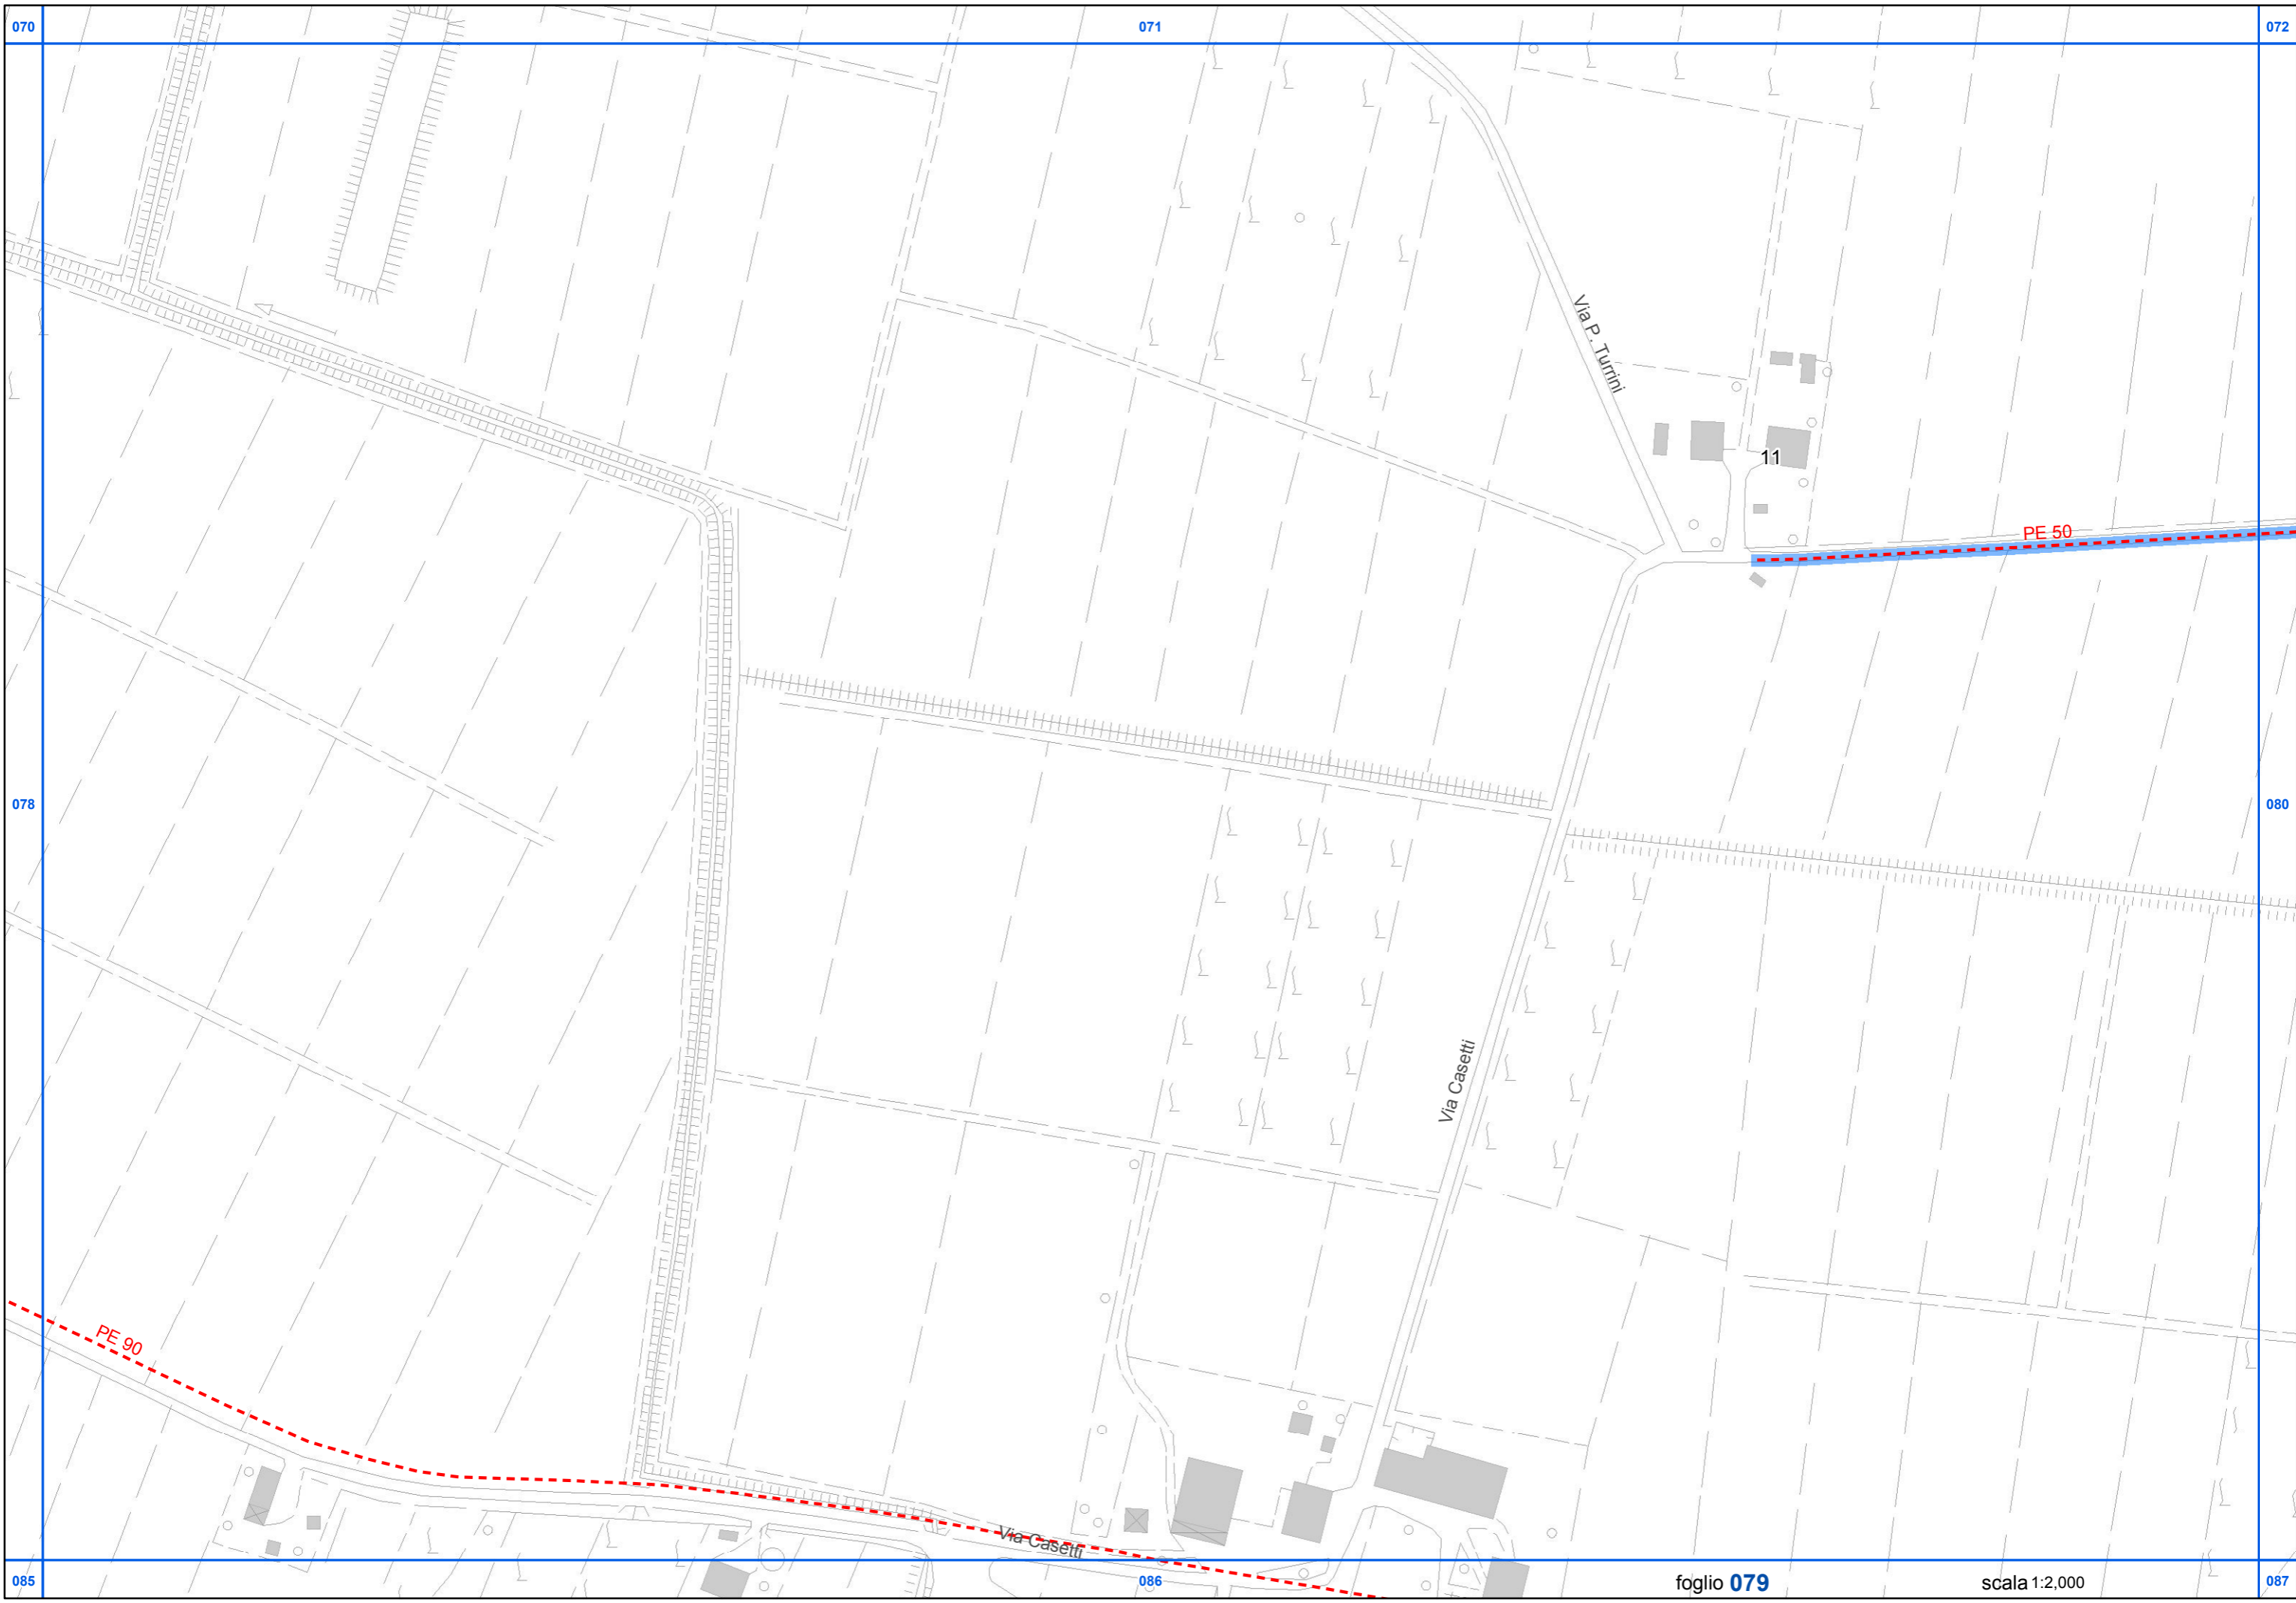 070
071
072
Via P. Turrini
11
PE 50
078
080
Via Casetti
PE 90
Via Casetti
085
086
foglio 079
scala 1:2,000
087